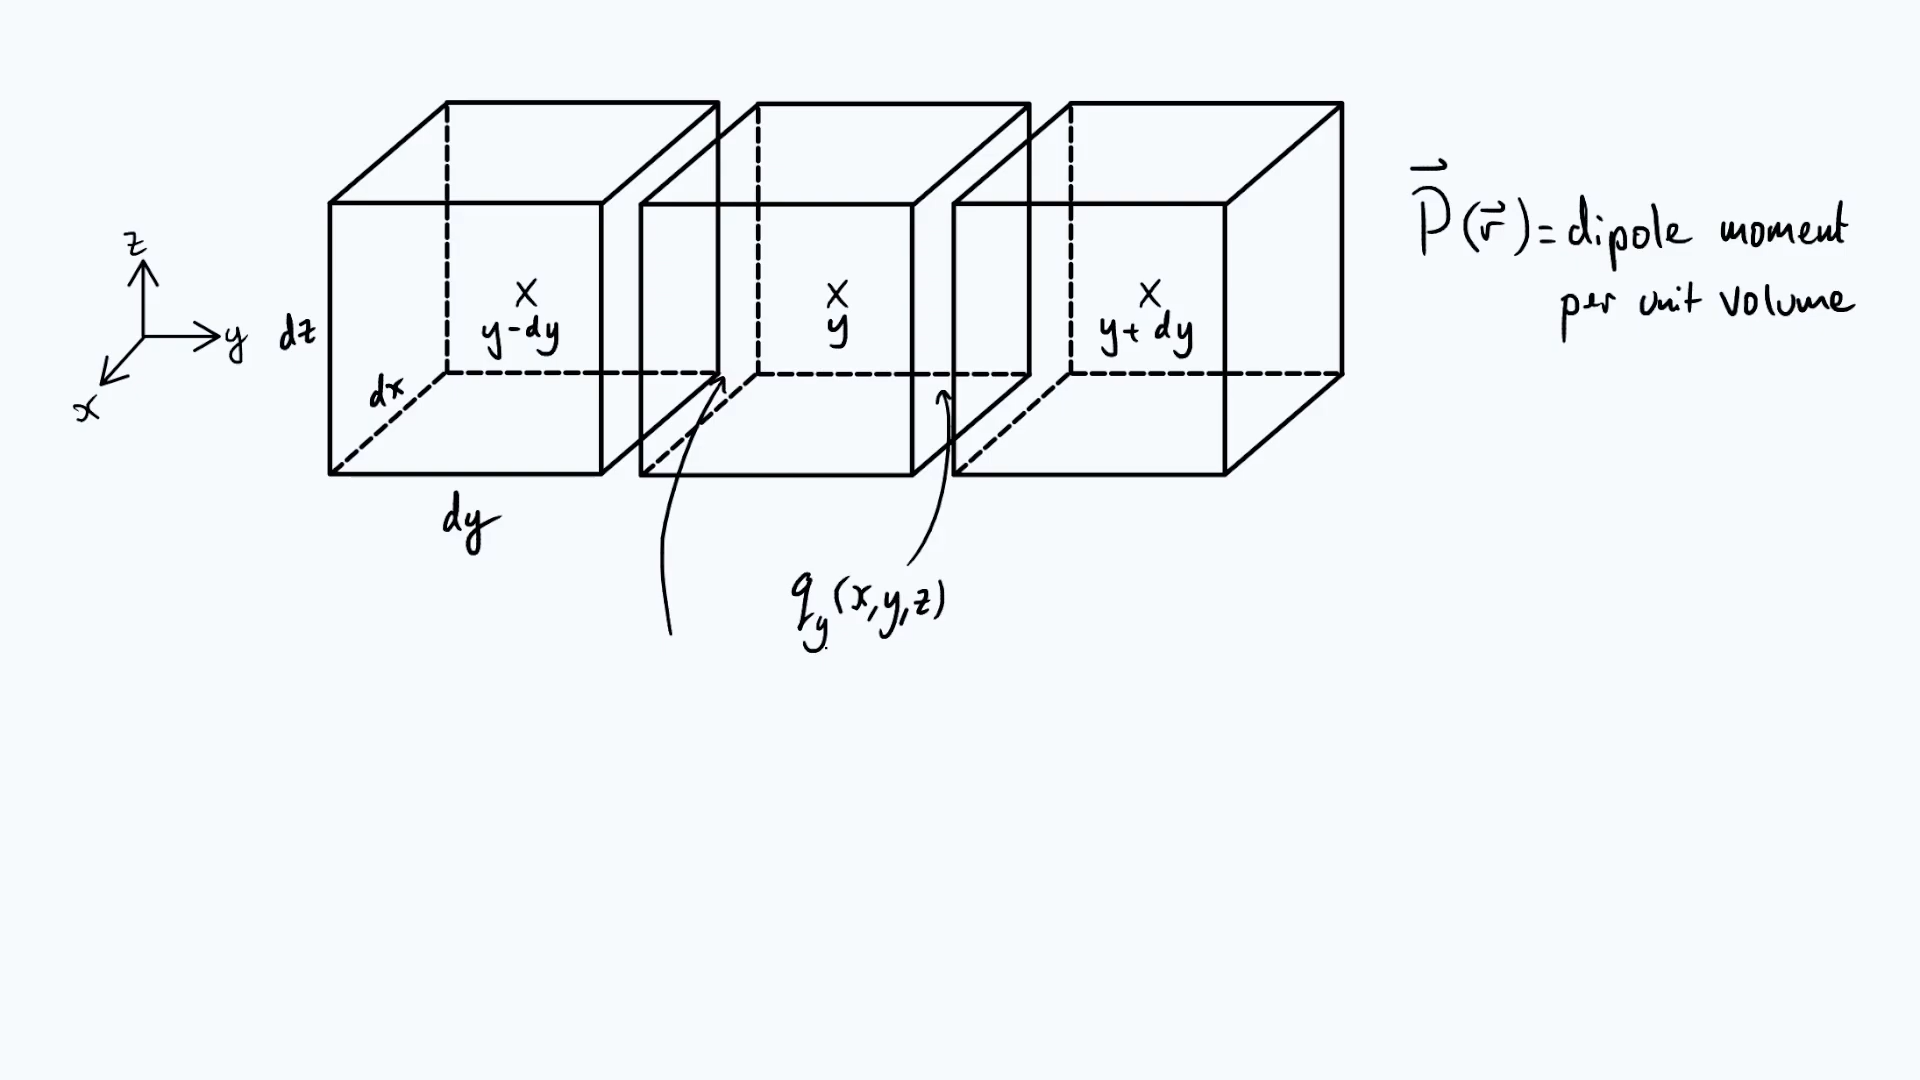 z
y
x
dz
dx
dy
x
y-dy
x
y
x
y+dy
q_y(x,y,z)
P⃗(r⃗)=dipole moment
per unit volume